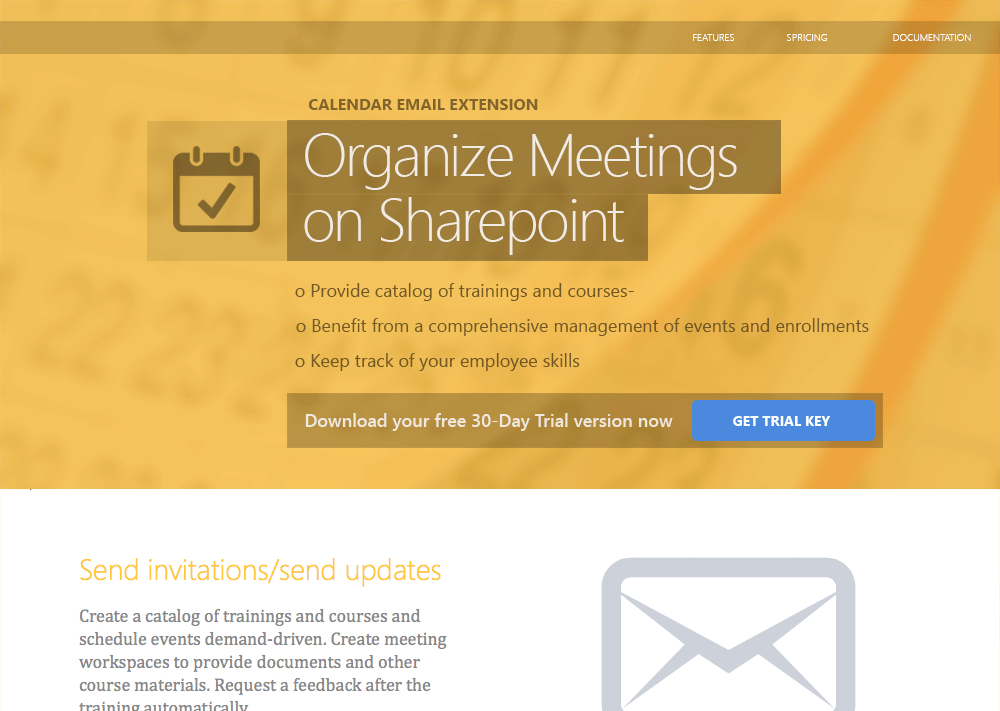 FEATURES SPRICING DOCUMENTATION
CALENDAR EMAIL EXTENSION
Organize Meetings
on Sharepoint
o Provide catalog of trainings and courses-
o Benefit from a comprehensive management of events and enrollments
o Keep track of your employee skills
Download your free 30-Day Trial version now GET TRIAL KEY
Send invitations/send updates
Create a catalog of trainings and courses and
schedule events demand-driven. Create meeting
workspaces to provide documents and other
course materials. Request a feedback after the
training automatically